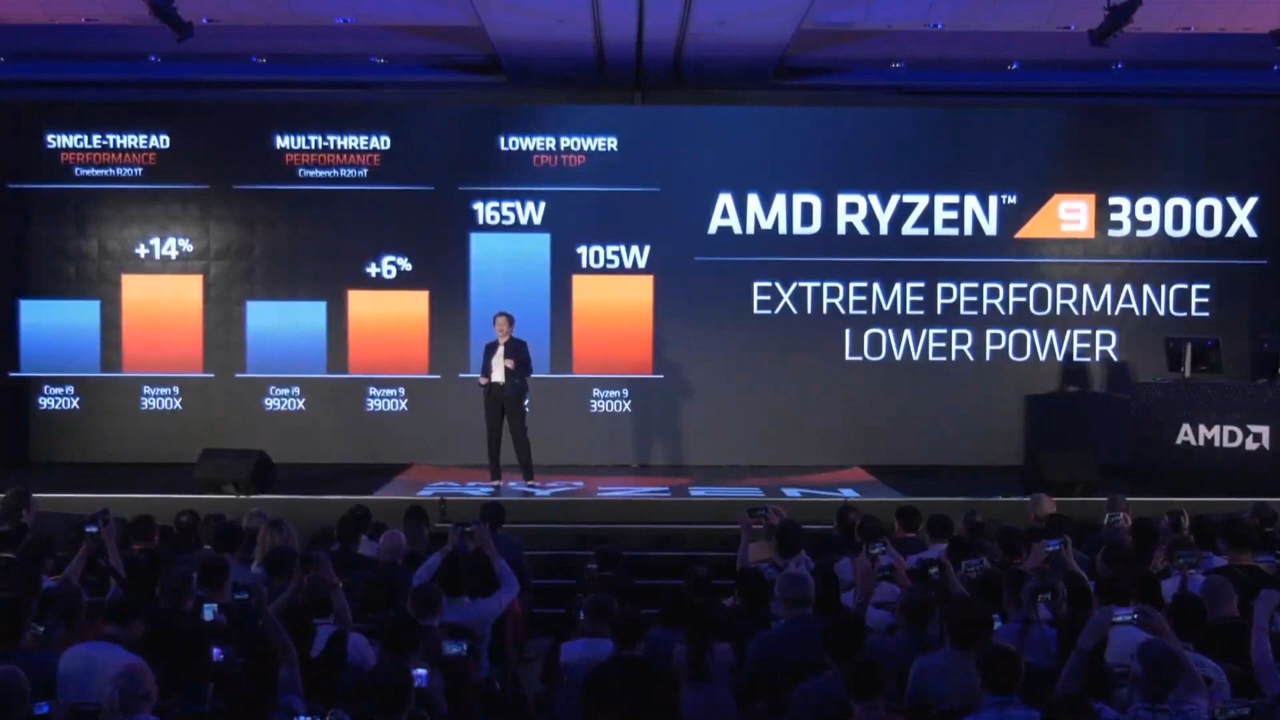 SINGLE-THREAD
PERFORMANCE
Cinebench R20 1T
+14%
Core i9
9920X
Ryzen 9
3900X
MULTI-THREAD
PERFORMANCE
Cinebench R20 nT
+6%
Core i9
9920X
Ryzen 9
3900X
LOWER POWER
CPU TDP
165W
105W
X
Ryzen 9
3900X
AMD RYZEN™ 9 3900X
EXTREME PERFORMANCE
LOWER POWER
AMD
AMD
RYZEN